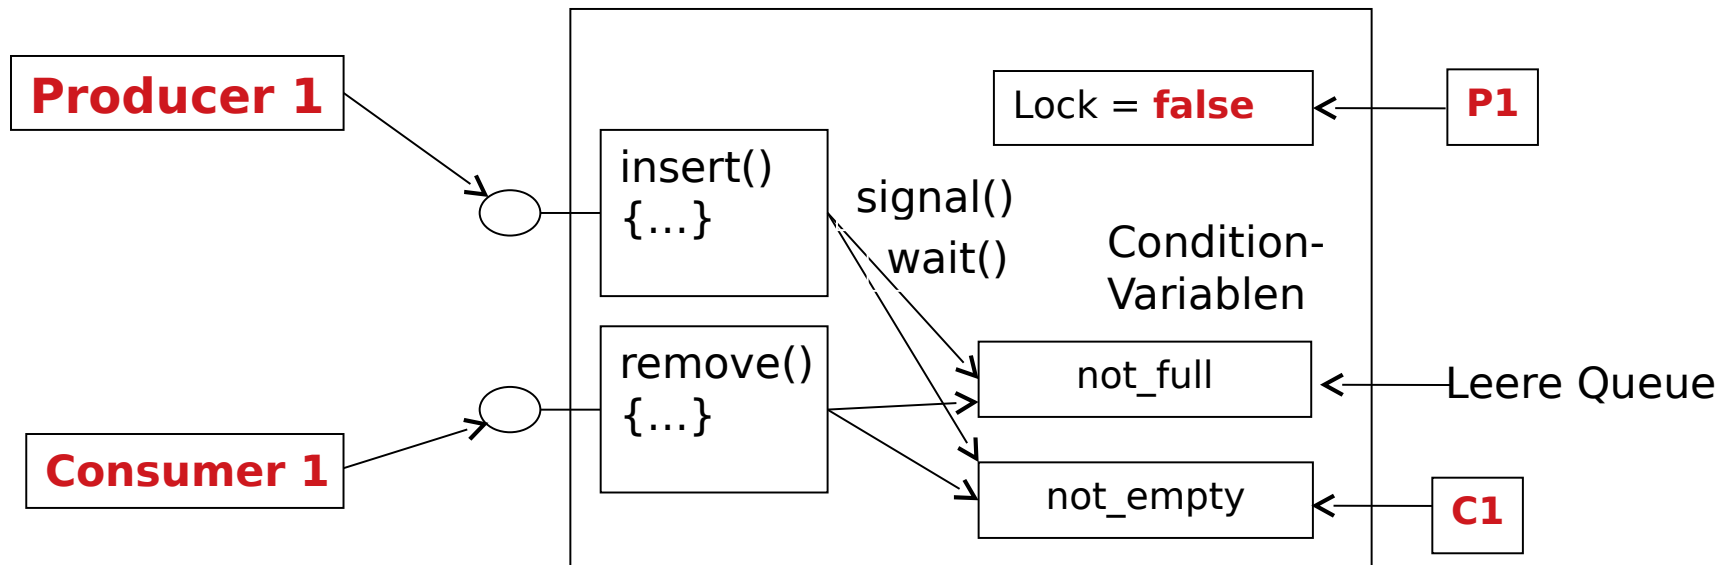 Producer 1
Lock = false
P1
insert()
{...}
signal()
wait()
Condition-
Variablen
remove()
{...}
not_full
Leere Queue
Consumer 1
not_empty
C1